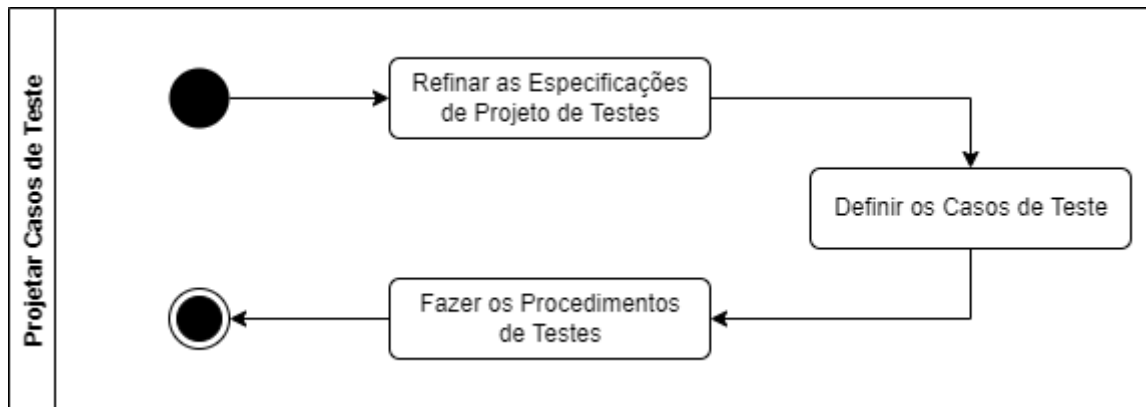 Projetar Casos de Teste
Refinar as Especificações
de Projeto de Testes
Definir os Casos de Teste
Fazer os Procedimentos
de Testes